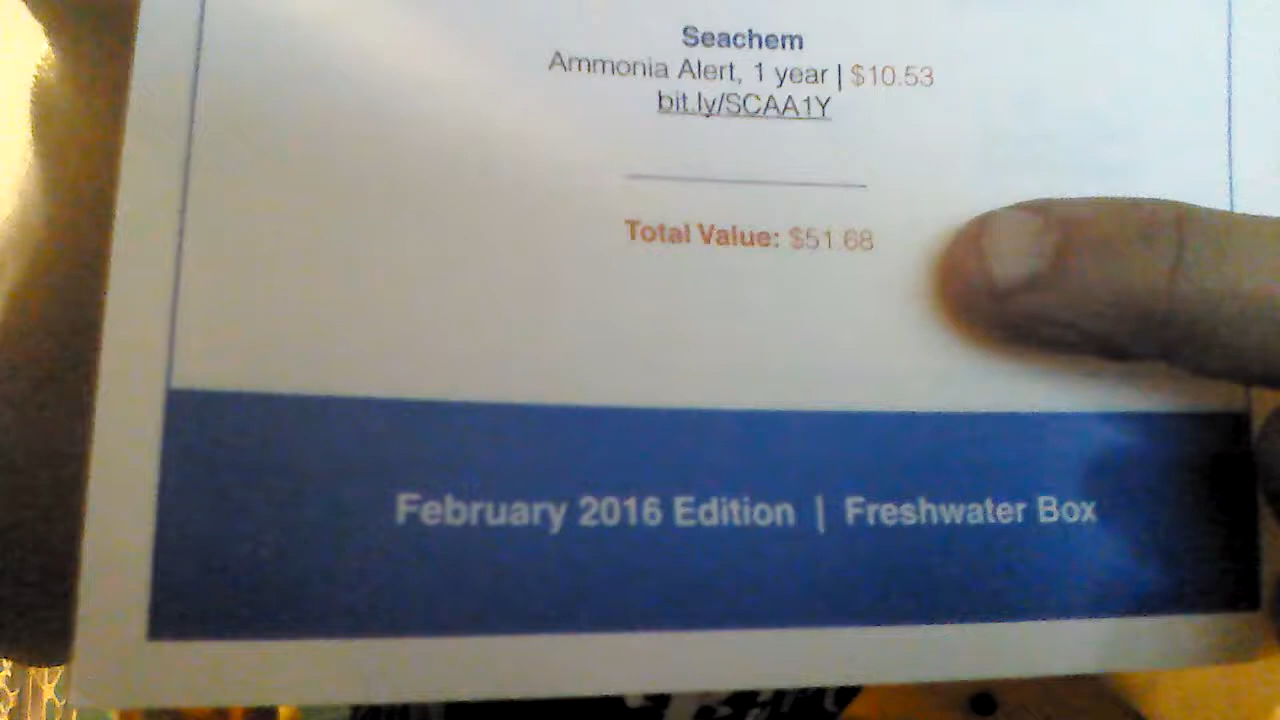 Seachem
Ammonia Alert, 1 year | $10.53
bit.ly/SCAA1Y
Total Value: $51.68
February 2016 Edition | Freshwater Box